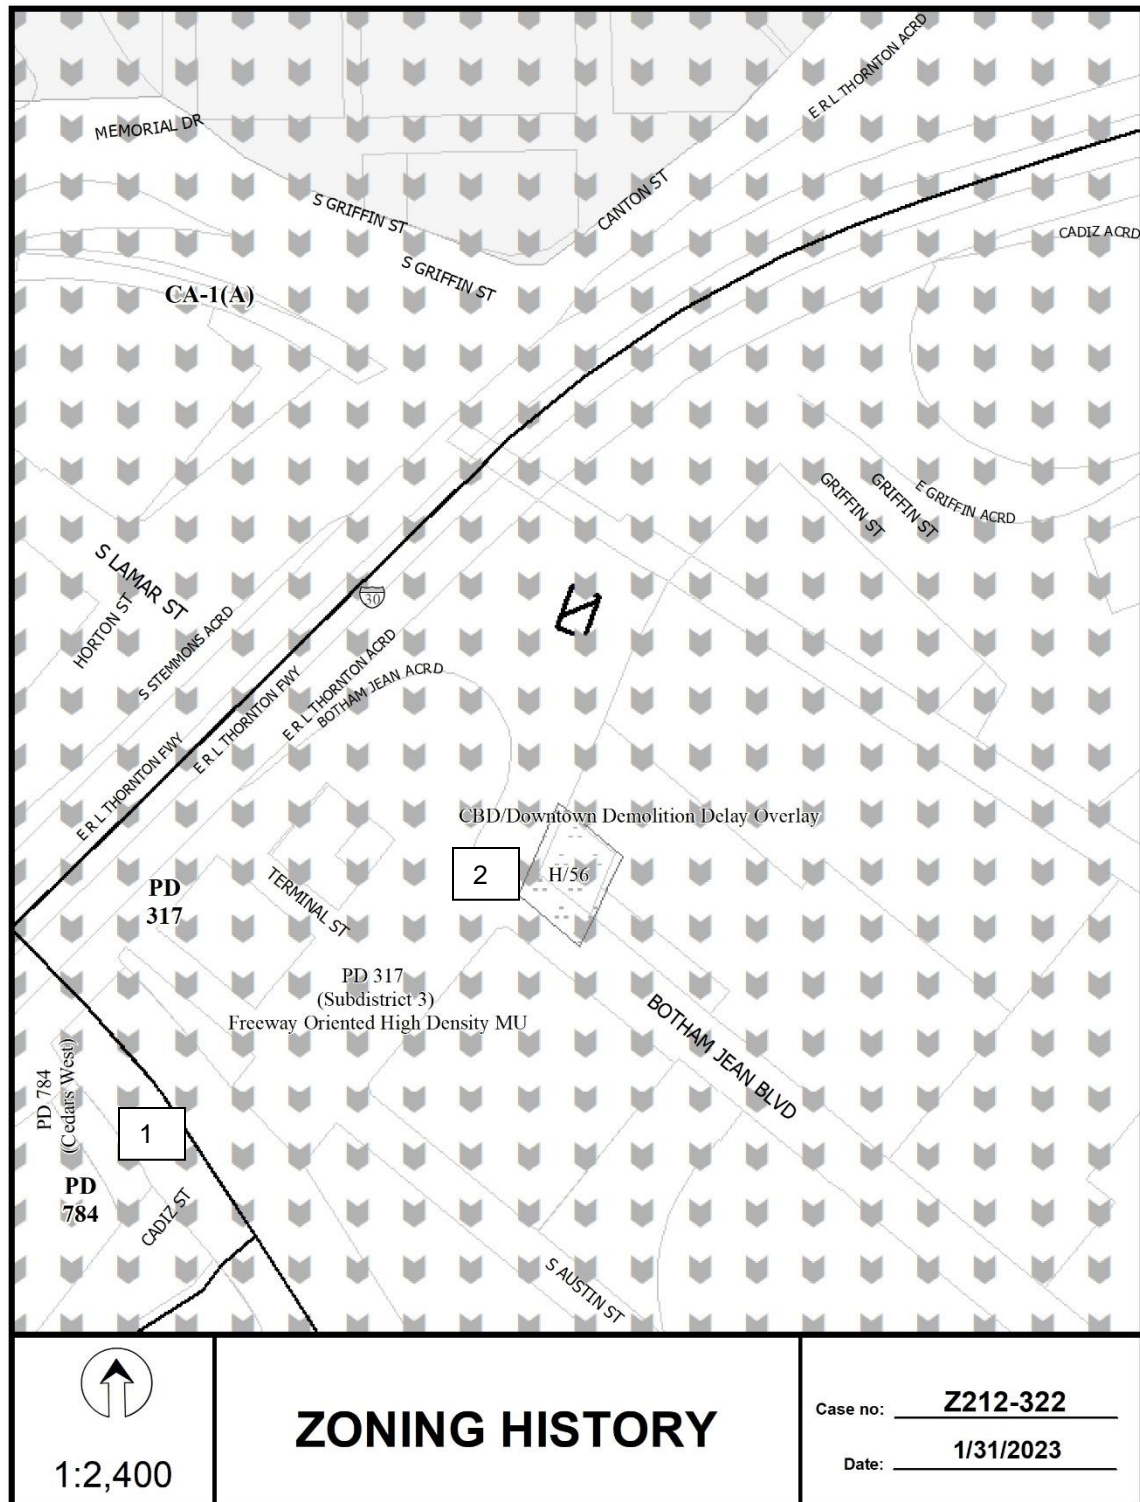 E R L THORNTON ACRD
MEMORIAL DR
S GRIFFIN ST
CANTON ST
CADIZ ACRD
S GRIFFIN ST
CA-1(A)
GRIFFIN ST
GRIFFIN ST
E GRIFFIN ACRD
S LAMAR ST
30
HORTON ST
S STEMMONS ACRD
E R L THORNTON ACRD
BOTHAM JEAN ACRD
E R L THORNTON FWY
E R L THORNTON FWY
CBD/Downtown Demolition Delay Overlay
2
H/56
PD
317
TERMINAL ST
PD 317
(Subdistrict 3)
Freeway Oriented High Density MU
BOTHAM JEAN BLVD
PD 784
(Cedars West)
1
PD
784
CADIZ ST
S AUSTIN ST
1:2,400
ZONING HISTORY
Case no: Z212-322
Date: 1/31/2023